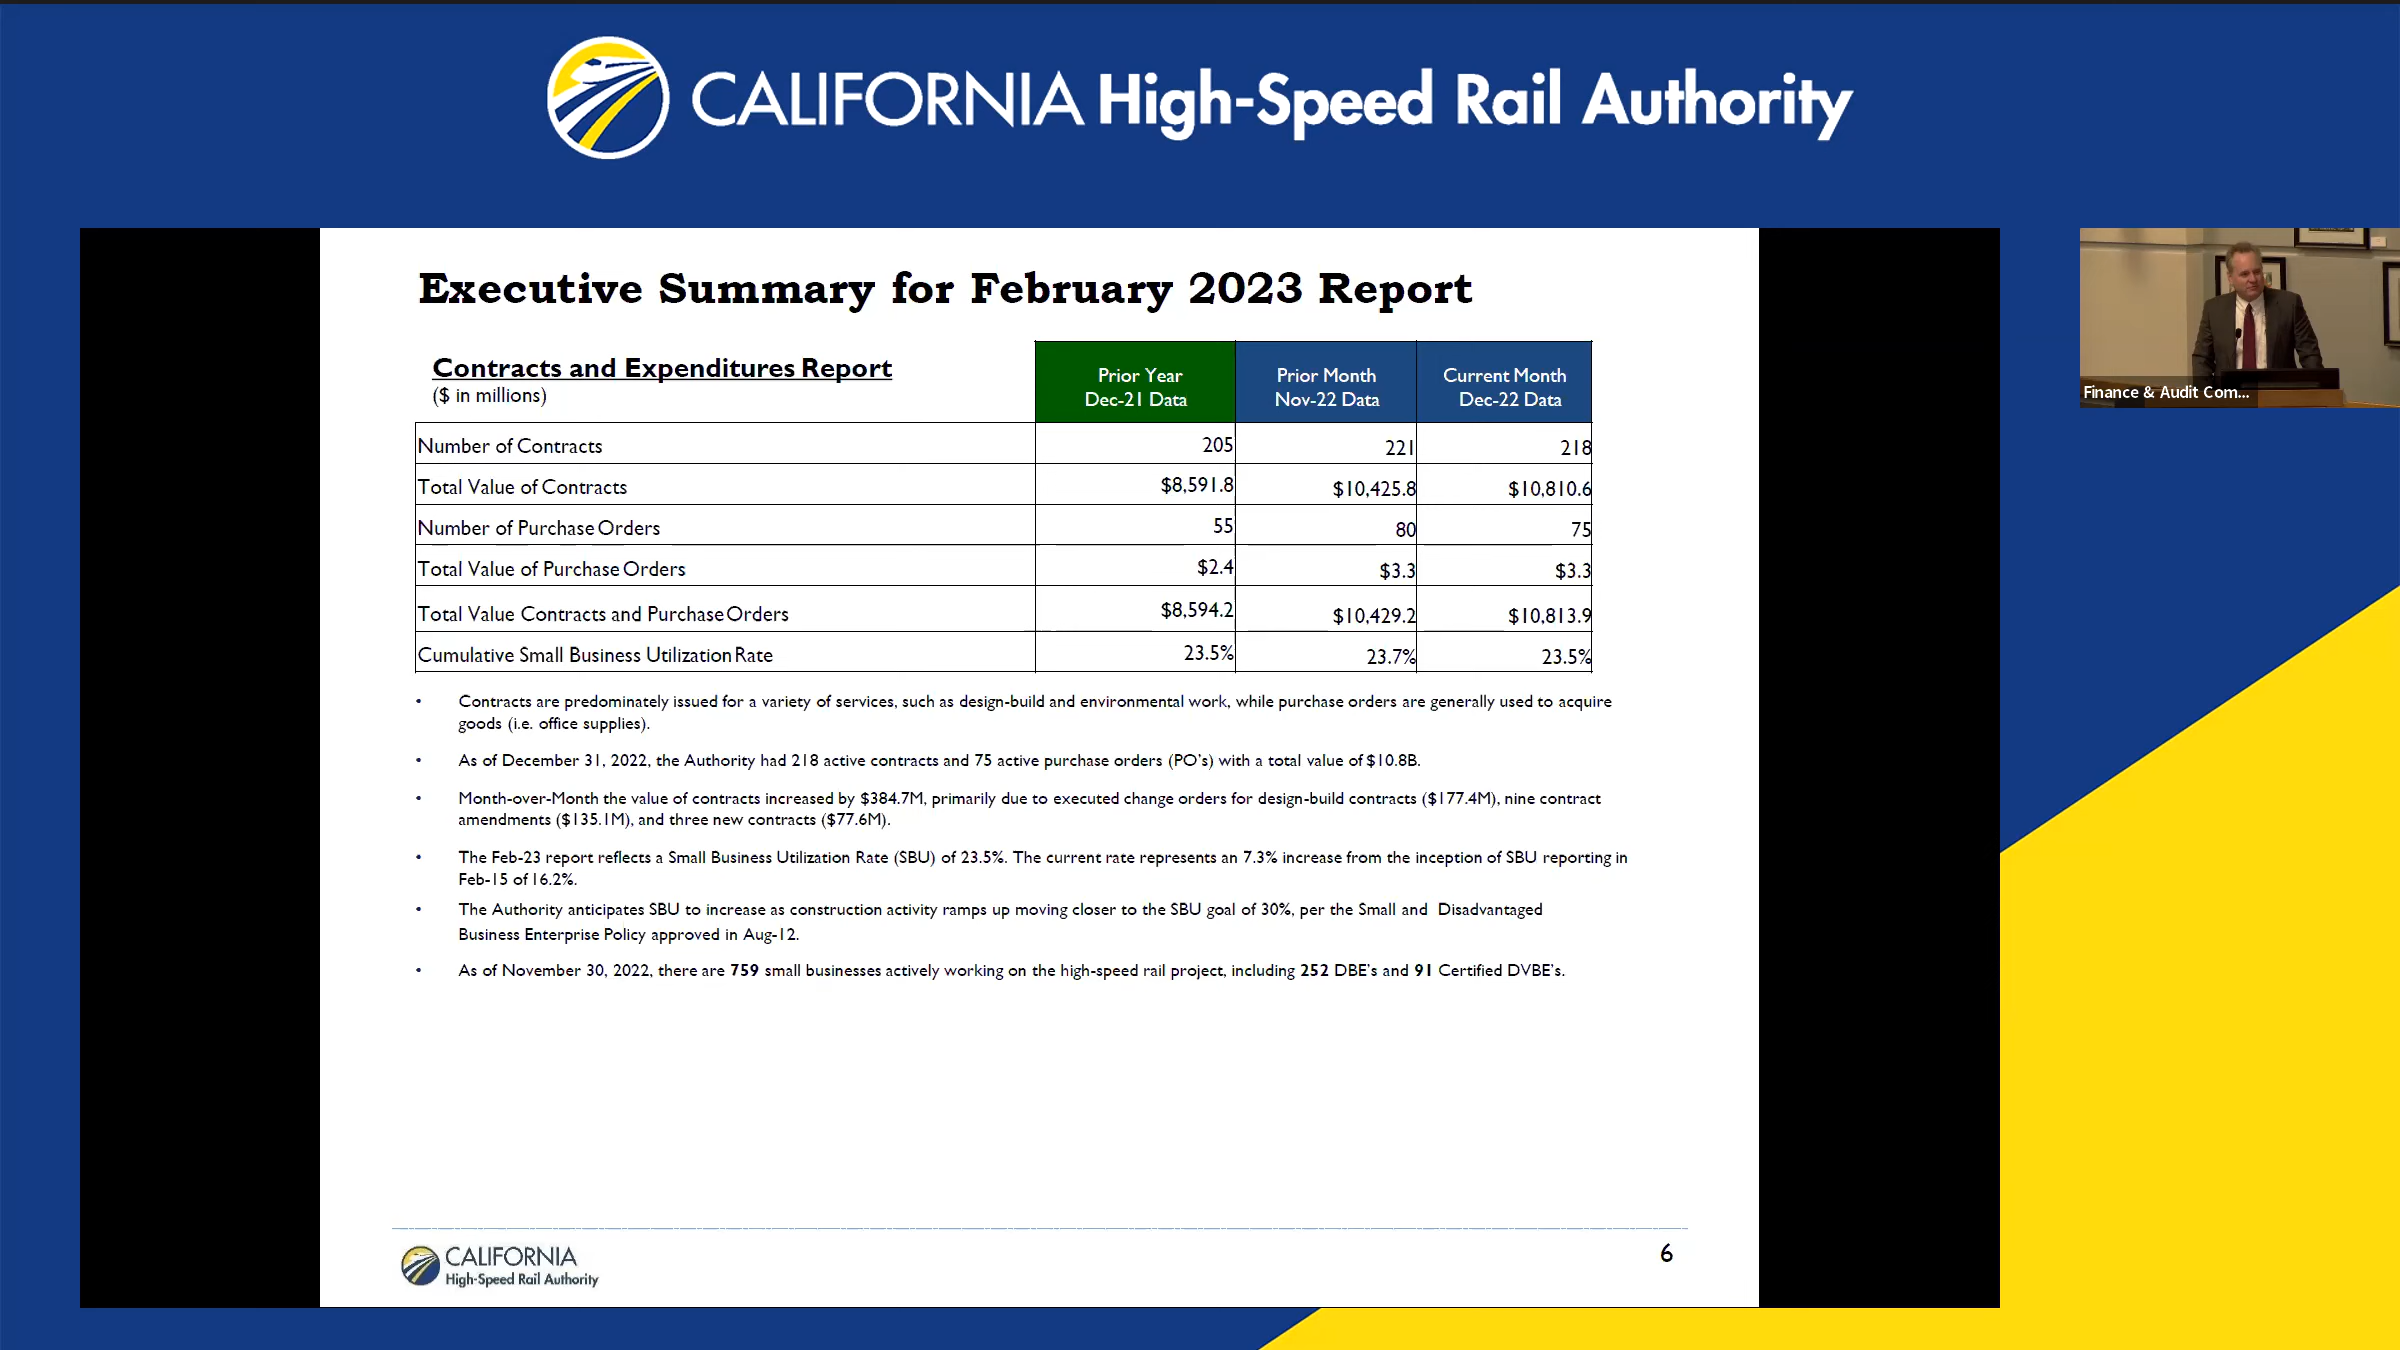 CALIFORNIA High-Speed Rail Authority
Executive Summary for February 2023 Report
Contracts and Expenditures Report
($ in millions)
Prior Year
Dec-21 Data
Prior Month
Nov-22 Data
Current Month
Dec-22 Data
Number of Contracts 205 221 218
Total Value of Contracts $8,591.8 $10,425.8 $10,810.6
Number of Purchase Orders 55 80 75
Total Value of Purchase Orders $2.4 $3.3 $3.3
Total Value Contracts and Purchase Orders $8,594.2 $10,429.2 $10,813.9
Cumulative Small Business Utilization Rate 23.5% 23.7% 23.5%
• Contracts are predominately issued for a variety of services, such as design-build and environmental work, while purchase orders are generally used to acquire
goods (i.e. office supplies).
• As of December 31, 2022, the Authority had 218 active contracts and 75 active purchase orders (PO's) with a total value of $10.8B.
• Month-over-Month the value of contracts increased by $384.7M, primarily due to executed change orders for design-build contracts ($177.4M), nine contract
amendments ($135.1M), and three new contracts ($77.6M).
• The Feb-23 report reflects a Small Business Utilization Rate (SBU) of 23.5%. The current rate represents an 7.3% increase from the inception of SBU reporting in
Feb-15 of 16.2%.
• The Authority anticipates SBU to increase as construction activity ramps up moving closer to the SBU goal of 30%, per the Small and Disadvantaged
Business Enterprise Policy approved in Aug-12.
• As of November 30, 2022, there are 759 small businesses actively working on the high-speed rail project, including 252 DBE's and 91 Certified DVBE's.
CALIFORNIA
High-Speed Rail Authority
6
Finance & Audit Com...